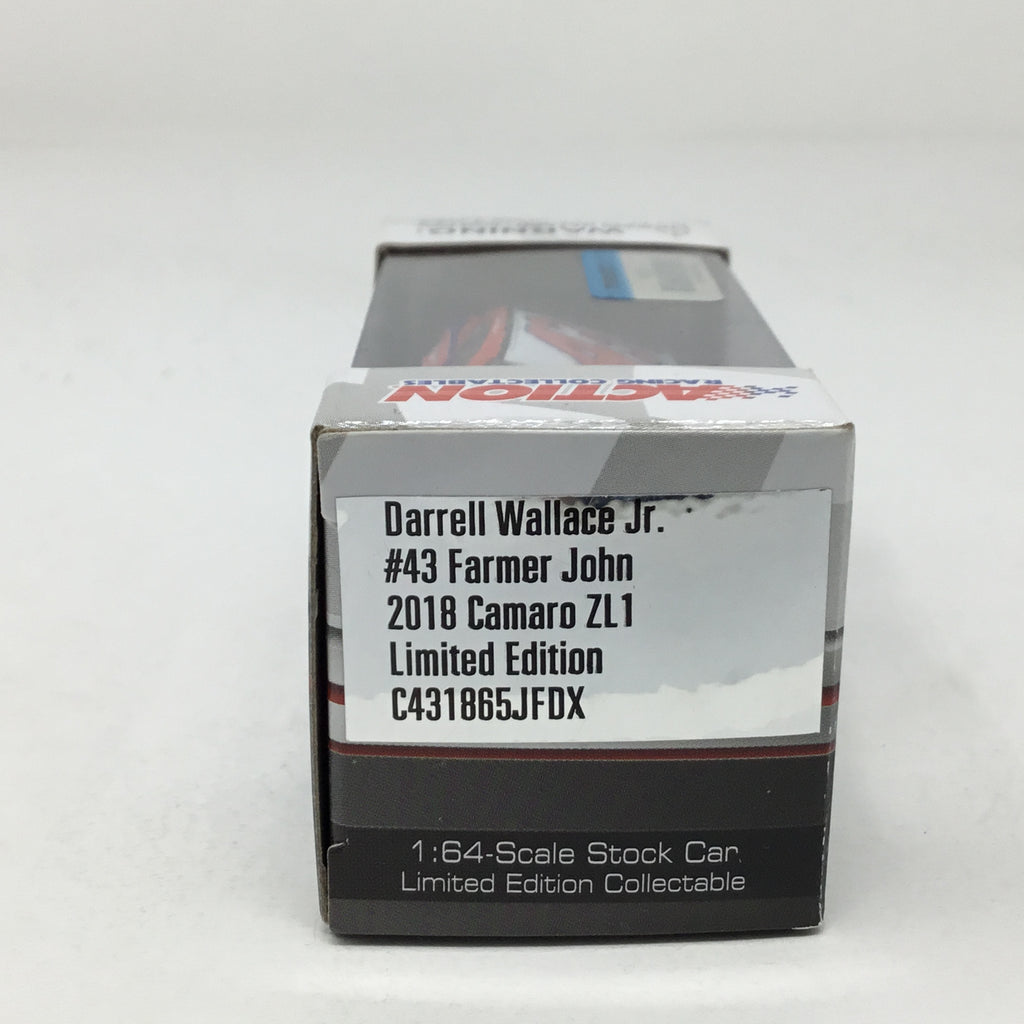 WARNING:
ACTION
RACING COLLECTABLES
Darrell Wallace Jr.
#43 Farmer John
2018 Camaro ZL1
Limited Edition
C431865JFDX
1:64-Scale Stock Car
Limited Edition Collectable